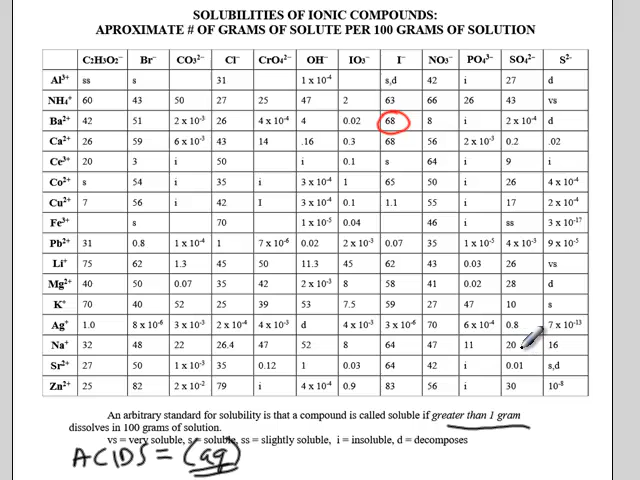 SOLUBILITIES OF IONIC COMPOUNDS:
APROXIMATE # OF GRAMS OF SOLUTE PER 100 GRAMS OF SOLUTION
C2H3O2⁻ Br⁻ CO3²⁻ Cl⁻ CrO4²⁻ OH⁻ IO3⁻ I⁻ NO3⁻ PO4³⁻ SO4²⁻ S²⁻
Al³⁺ ss s 31 1 x 10⁻⁴ s,d 42 i 27 d
NH4⁺ 60 43 50 27 25 47 2 63 66 26 43 vs
Ba²⁺ 42 51 2 x 10⁻³ 26 4 x 10⁻⁴ 4 0.02 68 8 i 2 x 10⁻⁴ d
Ca²⁺ 26 59 6 x 10⁻³ 43 14 .16 0.3 68 56 2 x 10⁻³ 0.2 .02
Ce³⁺ 20 3 i 50 i 0.1 s 64 i 9 i
Co²⁺ s 54 i 35 i 3 x 10⁻⁴ 1 65 50 i 26 4 x 10⁻⁴
Cu²⁺ 7 56 i 42 I 3 x 10⁻⁴ 0.1 1.1 55 i 17 2 x 10⁻⁴
Fe³⁺ s 70 1 x 10⁻⁵ 0.04 46 i ss 3 x 10⁻¹⁷
Pb²⁺ 31 0.8 1 x 10⁻⁴ 1 7 x 10⁻⁶ 0.02 2 x 10⁻³ 0.07 35 1 x 10⁻⁵ 4 x 10⁻³ 9 x 10⁻⁵
Li⁺ 75 62 1.3 45 50 11.3 45 62 43 0.03 26 vs
Mg²⁺ 40 50 0.07 35 42 2 x 10⁻³ 8 58 41 0.02 28 d
K⁺ 70 40 52 25 39 53 7.5 59 27 47 10 s
Ag⁺ 1.0 8 x 10⁻⁶ 3 x 10⁻³ 2 x 10⁻⁴ 4 x 10⁻³ d 4 x 10⁻³ 3 x 10⁻⁶ 70 6 x 10⁻⁴ 0.8 7 x 10⁻¹³
Na⁺ 32 48 22 26.4 47 52 8 64 47 11 20 16
Sr²⁺ 27 50 1 x 10⁻³ 35 0.12 1 0.03 64 42 i 0.01 s,d
Zn²⁺ 25 82 2 x 10⁻² 79 i 4 x 10⁻⁴ 0.9 83 56 i 30 10⁻⁸
An arbitrary standard for solubility is that a compound is called soluble if greater than 1 gram
dissolves in 100 grams of solution.
vs = very soluble, s = soluble, ss = slightly soluble, i = insoluble, d = decomposes
ACIDS = (aq)